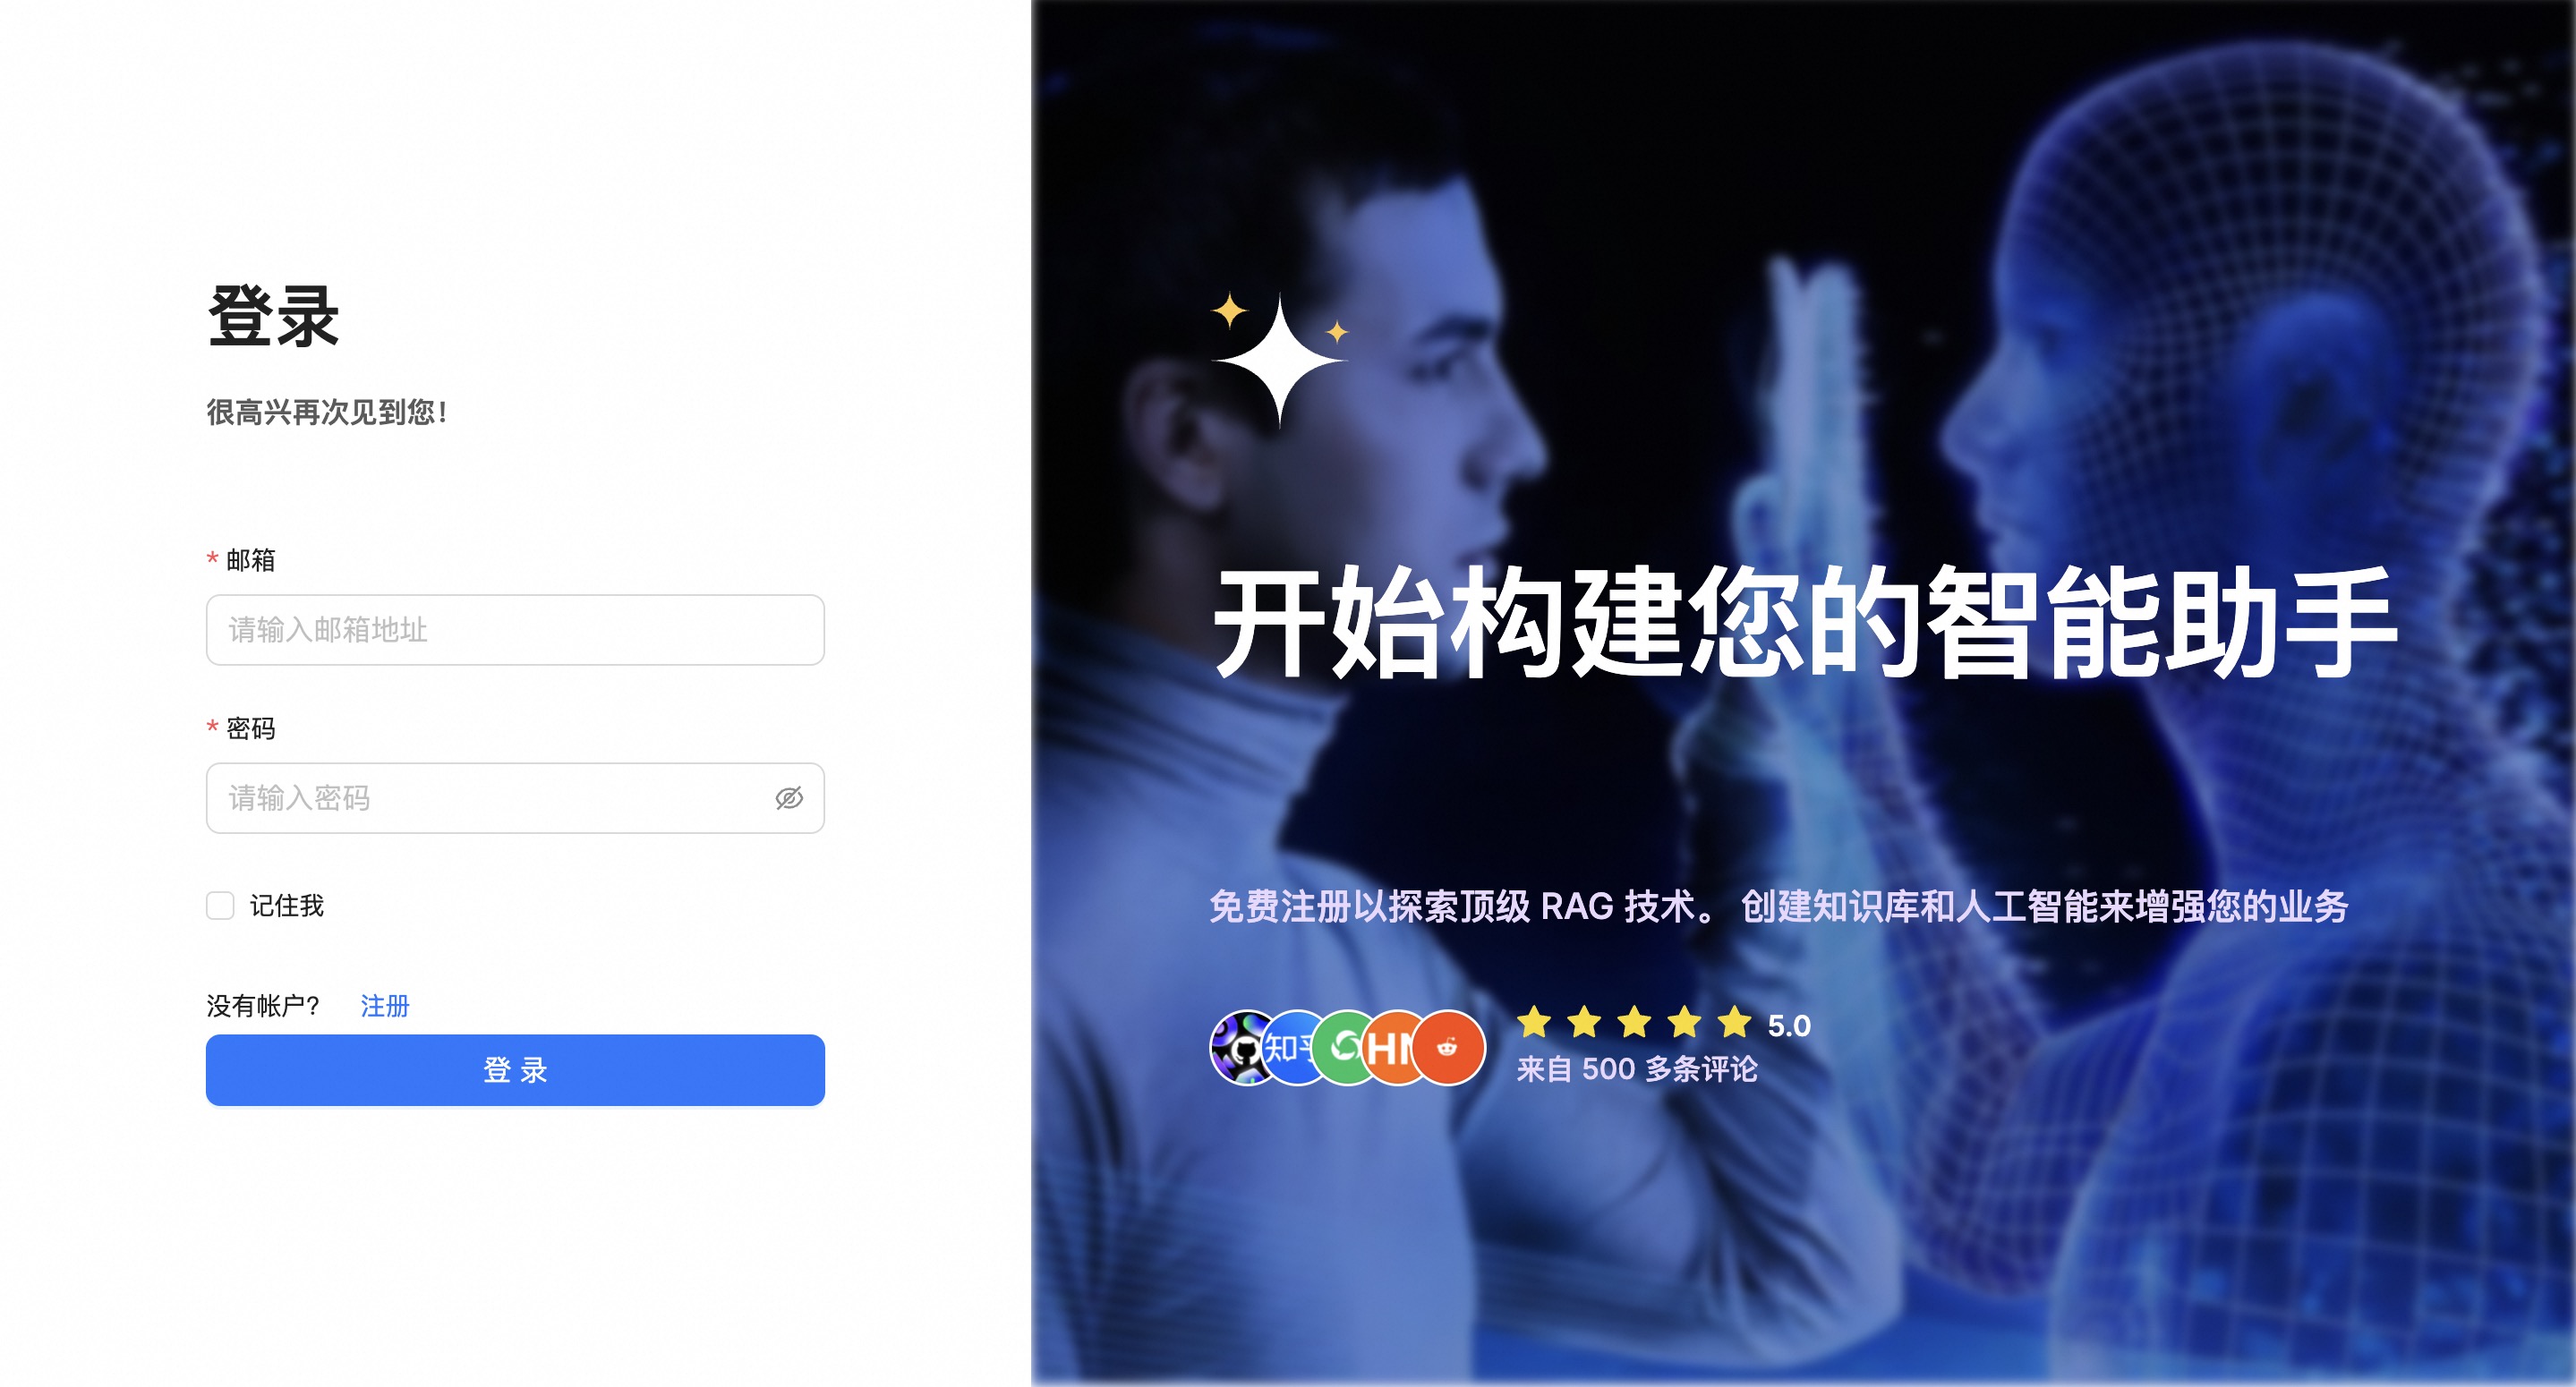 登录
很高兴再次见到您！
* 邮箱
请输入邮箱地址
* 密码
请输入密码
记住我
没有帐户? 注册
登 录
开始构建您的智能助手
免费注册以探索顶级 RAG 技术。 创建知识库和人工智能来增强您的业务
知乎
HN
5.0
来自 500 多条评论